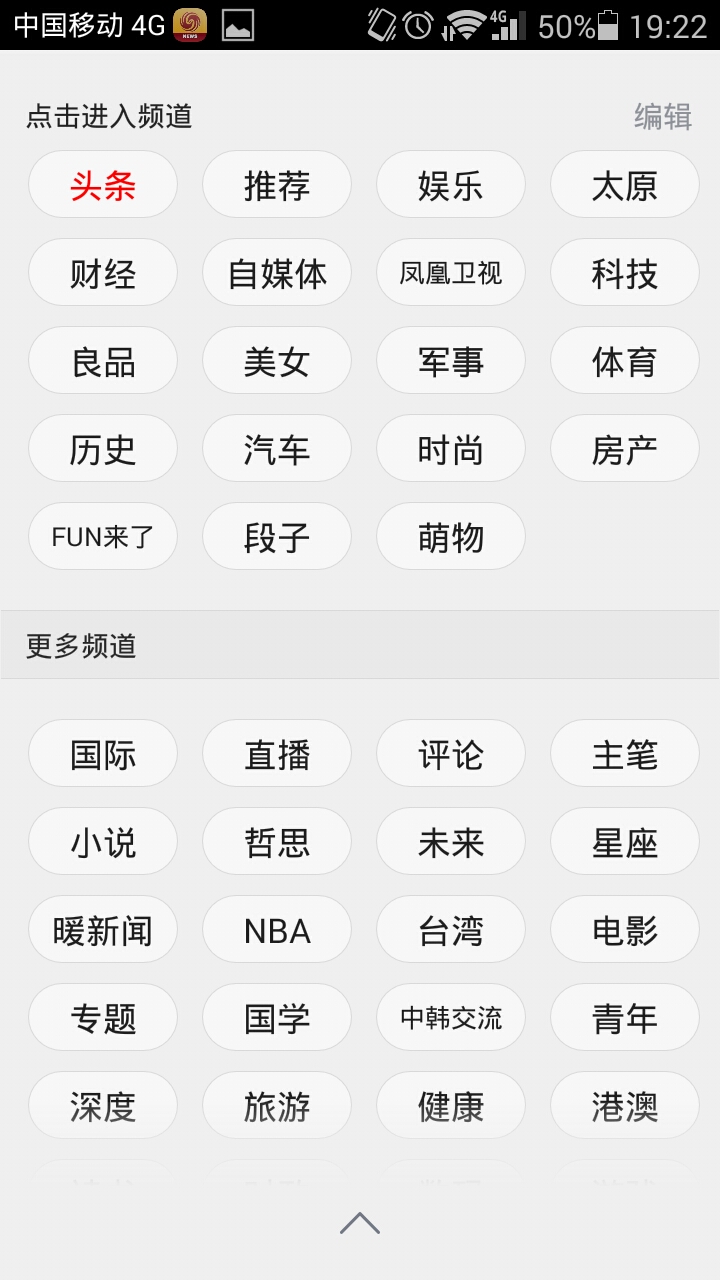 中国移动 4G NEWS 4G 50% 19:22
点击进入频道 编辑
头条 推荐 娱乐 太原
财经 自媒体 凤凰卫视 科技
良品 美女 军事 体育
历史 汽车 时尚 房产
FUN来了 段子 萌物
更多频道
国际 直播 评论 主笔
小说 哲思 未来 星座
暖新闻 NBA 台湾 电影
专题 国学 中韩交流 青年
深度 旅游 健康 港澳